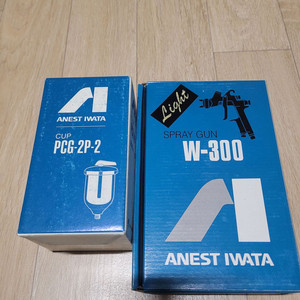 ANEST IWATA
CUP
PCG-2P-2
Light
SPRAY GUN
W-300
ANEST IWATA